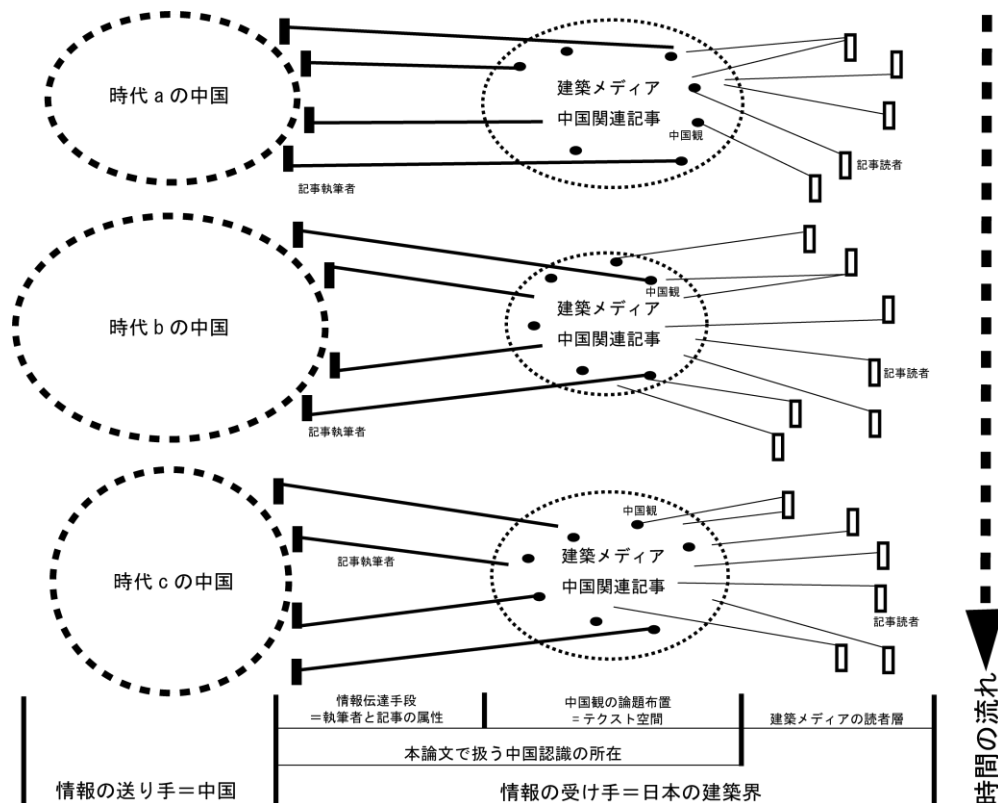 時代 a の中国
建築メディア
中国関連記事
中国観
記事執筆者
記事読者
時代 b の中国
中国観
建築メディア
中国関連記事
記事執筆者
記事読者
時代 c の中国
中国観
建築メディア
中国関連記事
記事執筆者
記事読者
時間の流れ
情報伝達手段
=執筆者と記事の属性
中国観の論題布置
= テクスト空間
建築メディアの読者層
本論文で扱う中国認識の所在
情報の送り手=中国
情報の受け手=日本の建築界